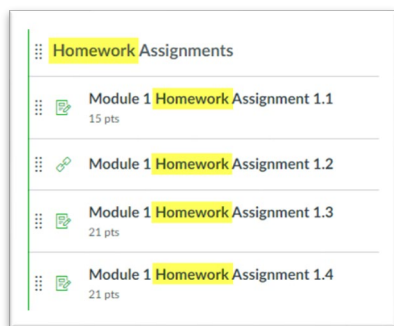 Homework Assignments
Module 1 Homework Assignment 1.1
15 pts
Module 1 Homework Assignment 1.2
Module 1 Homework Assignment 1.3
21 pts
Module 1 Homework Assignment 1.4
21 pts